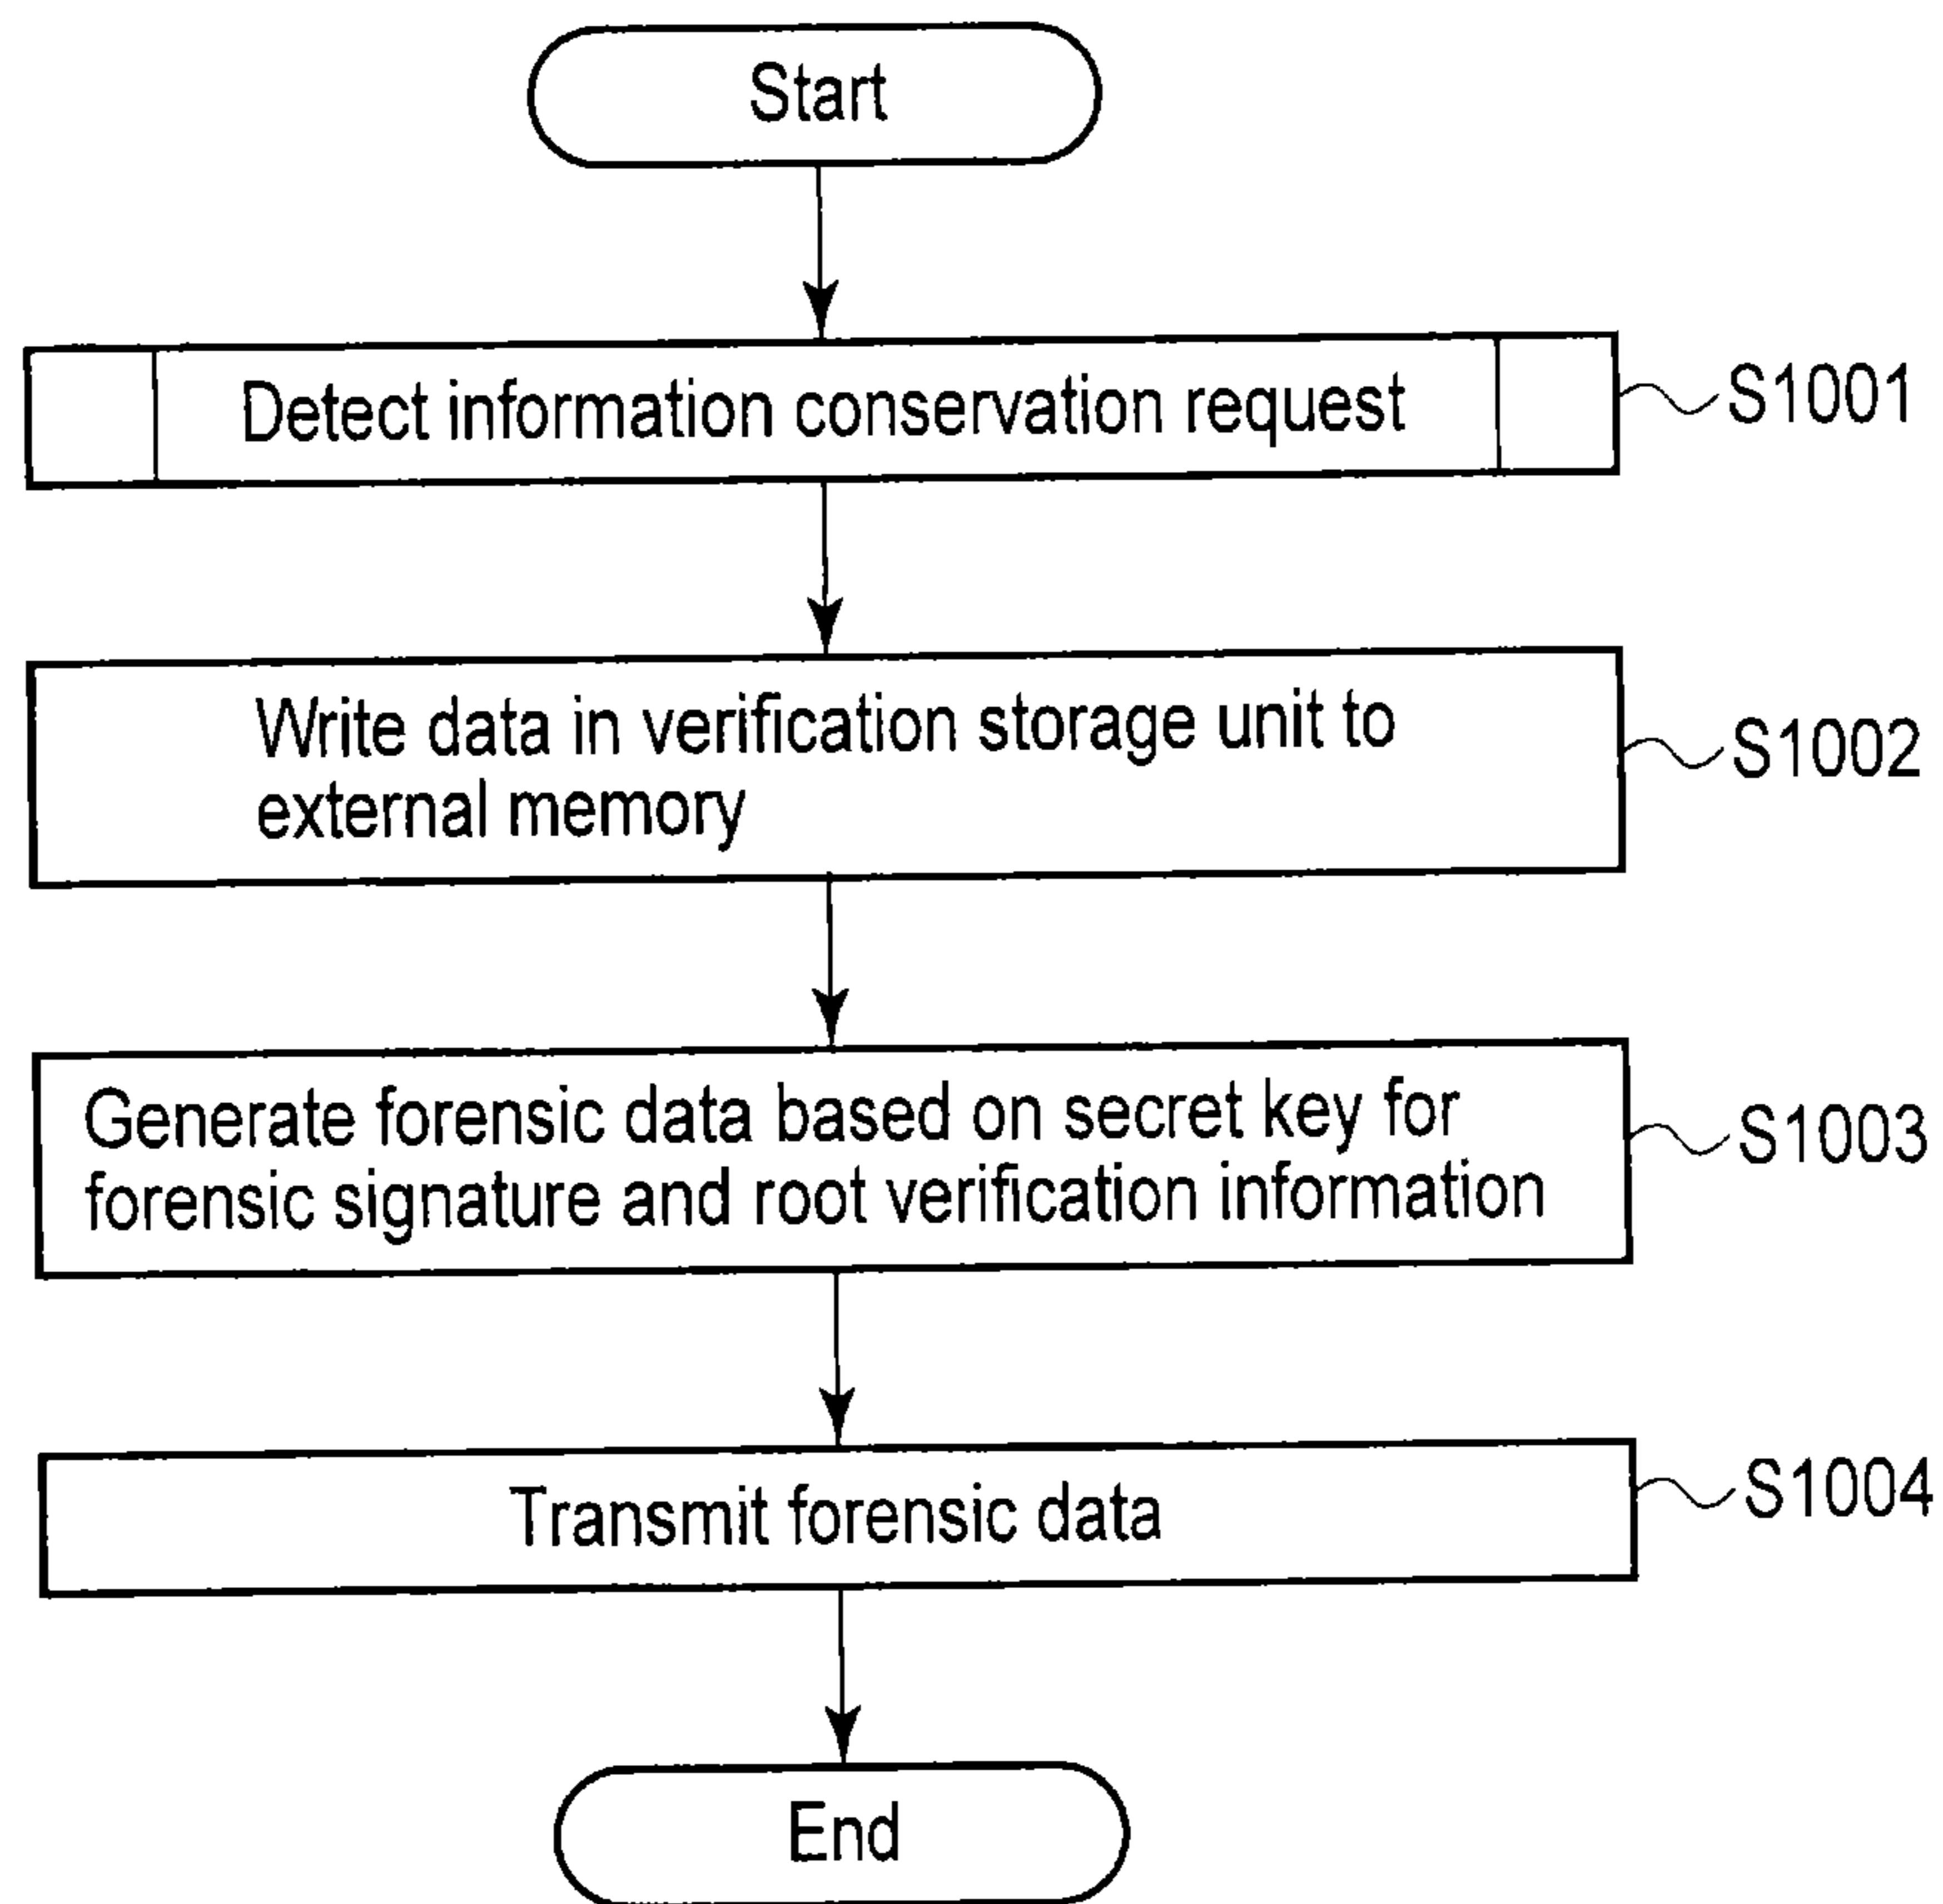 Start
Detect information conservation request
S1001
Write data in verification storage unit to
external memory
S1002
Generate forensic data based on secret key for
forensic signature and root verification information
S1003
Transmit forensic data
S1004
End